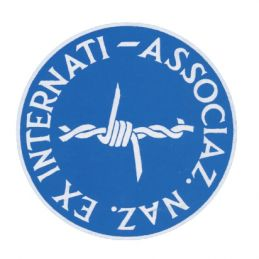 ASSOCIAZ. NAZ. EX INTERNATI –